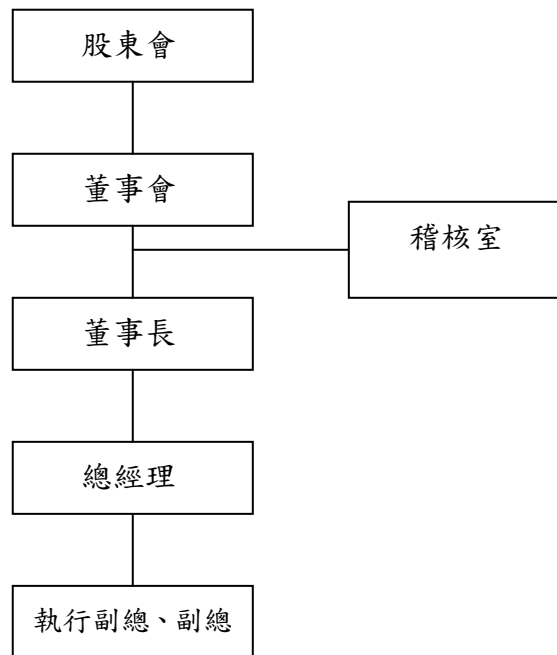 股東會
董事會
稽核室
董事長
總經理
執行副總、副總